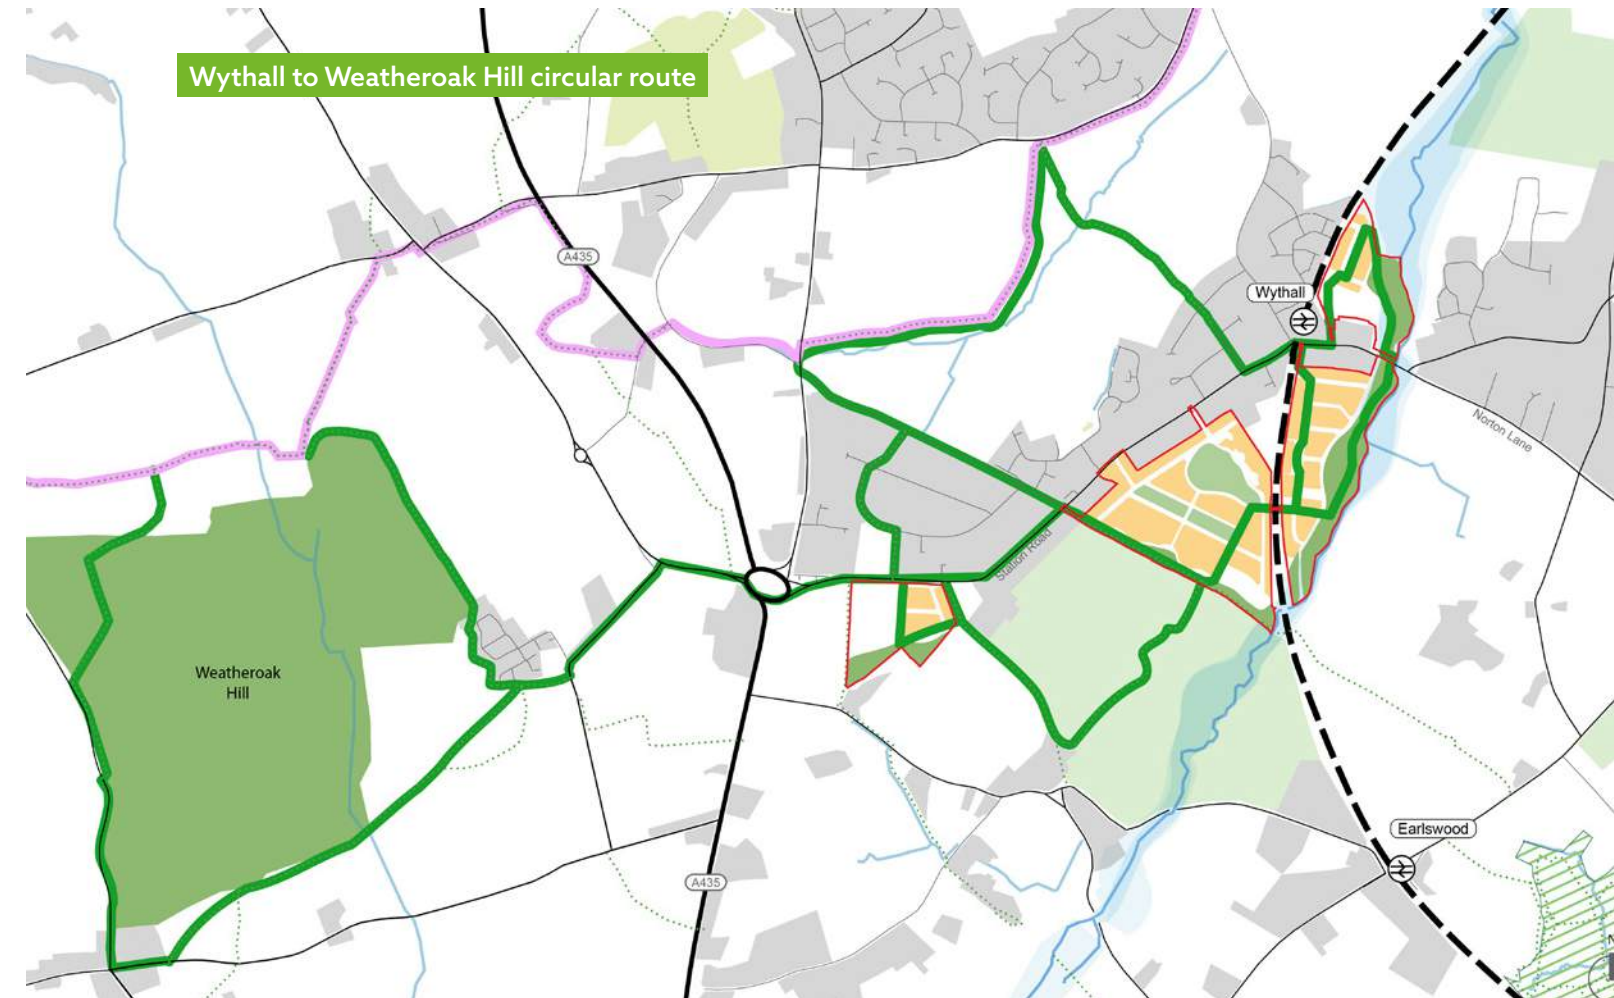 Wythall to Weatheroak Hill circular route
A435
Wythall
Norton Lane
Station Road
Weatheroak
Hill
Earlswood
A435